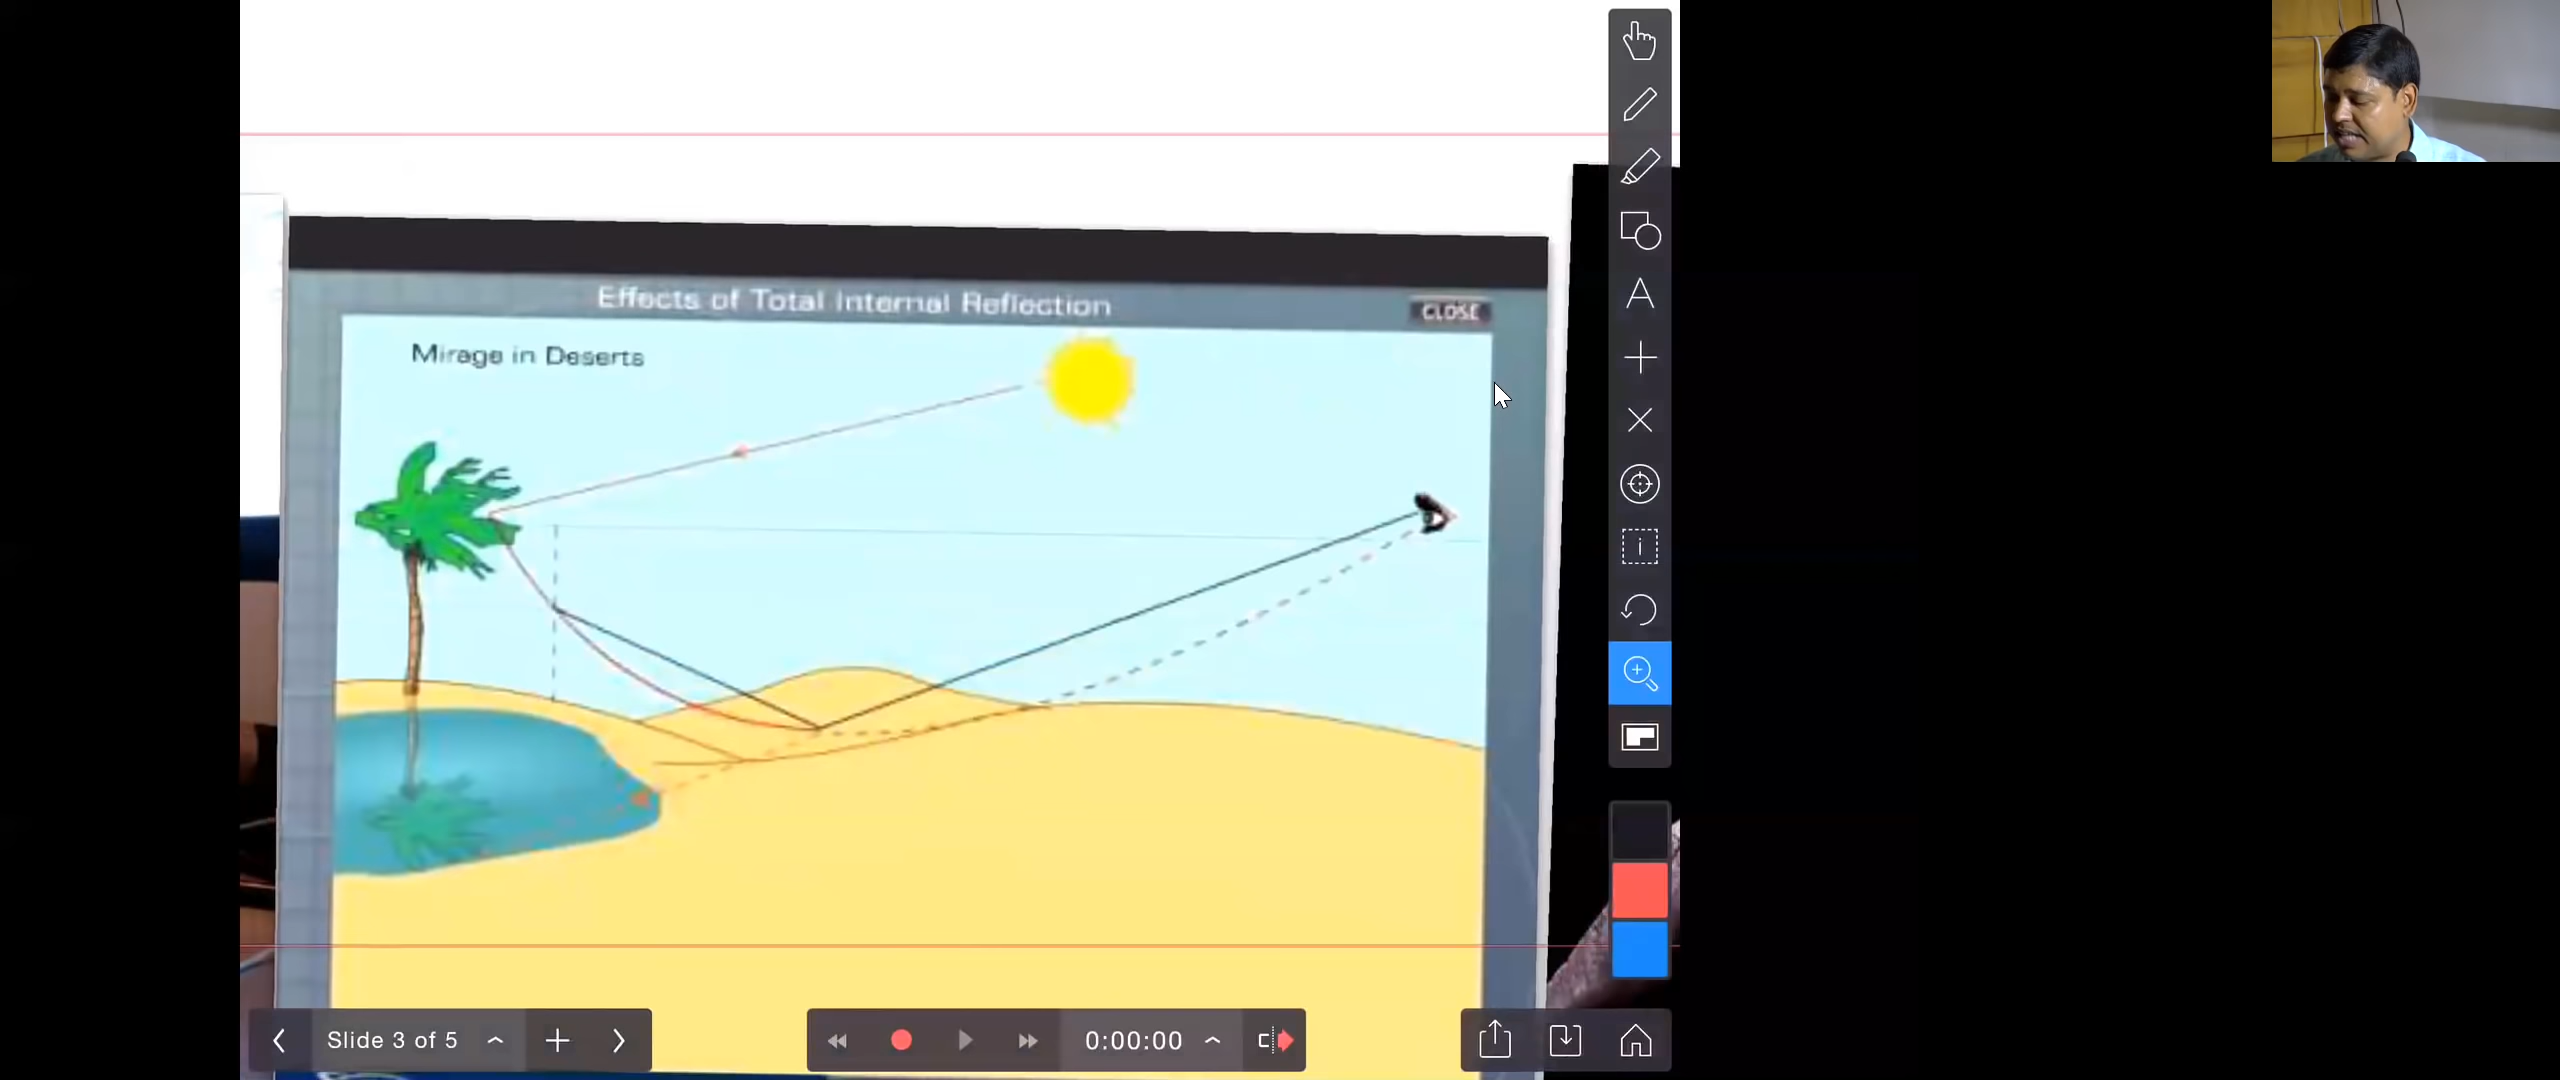 Effects of Total Internal Reflection
CLOSE
Mirage in Deserts
A
i
Slide 3 of 5
0:00:00